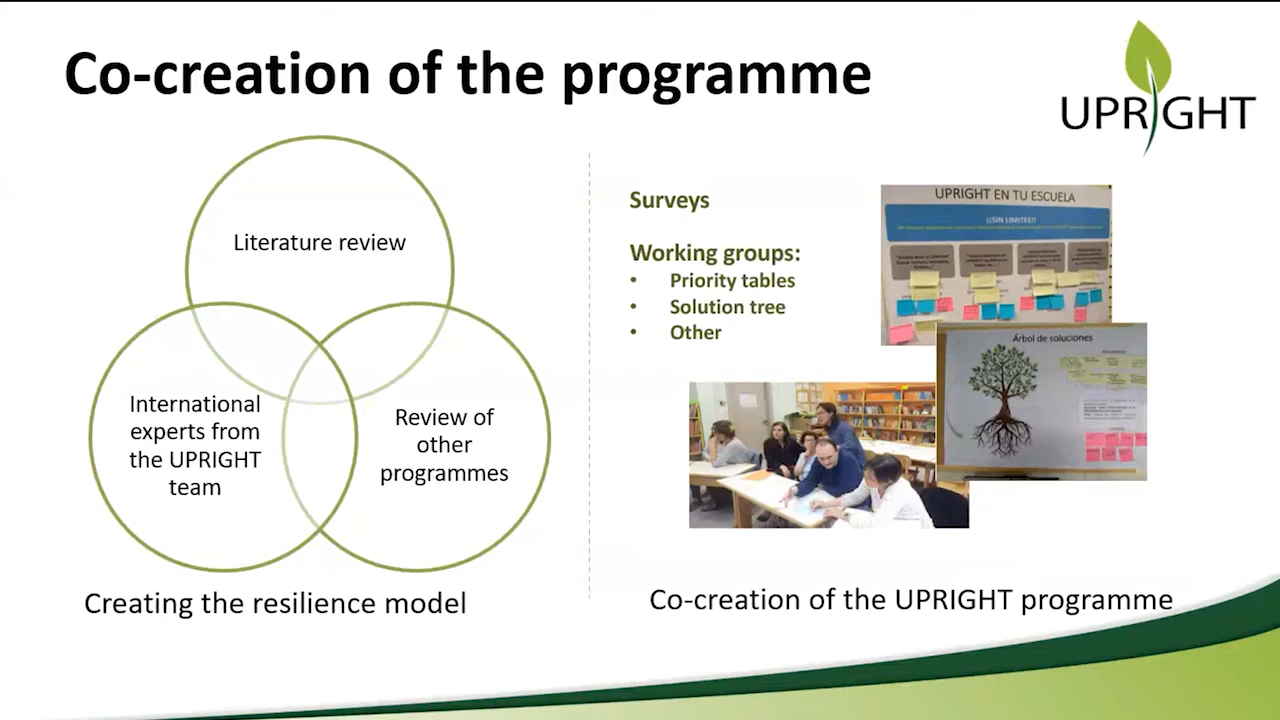 Co-creation of the programme
UPRIGHT
Literature review
International
experts from
the UPRIGHT
team
Review of
other
programmes
Creating the resilience model
Surveys
Working groups:
• Priority tables
• Solution tree
• Other
UPRIGHT EN TU ESCUELA
¡¡SIN LIMITES!!
Árbol de soluciones
Co-creation of the UPRIGHT programme